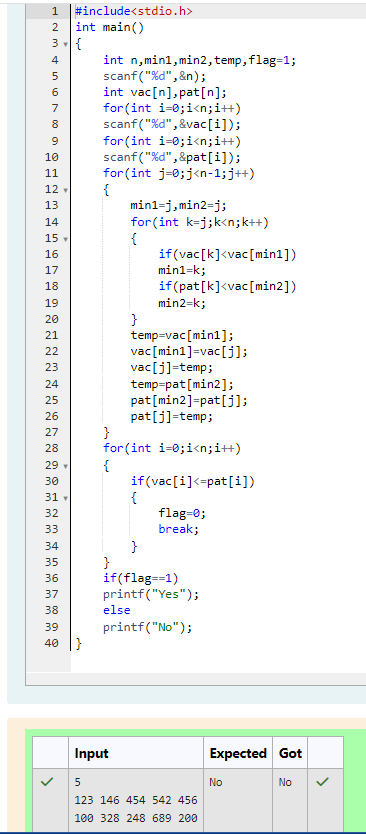 1 #include<stdio.h>
2 int main()
3 {
4 int n,min1,min2,temp,flag=1;
5 scanf("%d",&n);
6 int vac[n],pat[n];
7 for(int i=0;i<n;i++)
8 scanf("%d",&vac[i]);
9 for(int i=0;i<n;i++)
10 scanf("%d",&pat[i]);
11 for(int j=0;j<n-1;j++)
12 {
13 min1=j,min2=j;
14 for(int k=j;k<n;k++)
15 {
16 if(vac[k]<vac[min1])
17 min1=k;
18 if(pat[k]<vac[min2])
19 min2=k;
20 }
21 temp=vac[min1];
22 vac[min1]=vac[j];
23 vac[j]=temp;
24 temp=pat[min2];
25 pat[min2]=pat[j];
26 pat[j]=temp;
27 }
28 for(int i=0;i<n;i++)
29 {
30 if(vac[i]<=pat[i])
31 {
32 flag=0;
33 break;
34 }
35 }
36 if(flag==1)
37 printf("Yes");
38 else
39 printf("No");
40 }
Input Expected Got
5 No No
123 146 454 542 456
100 328 248 689 200